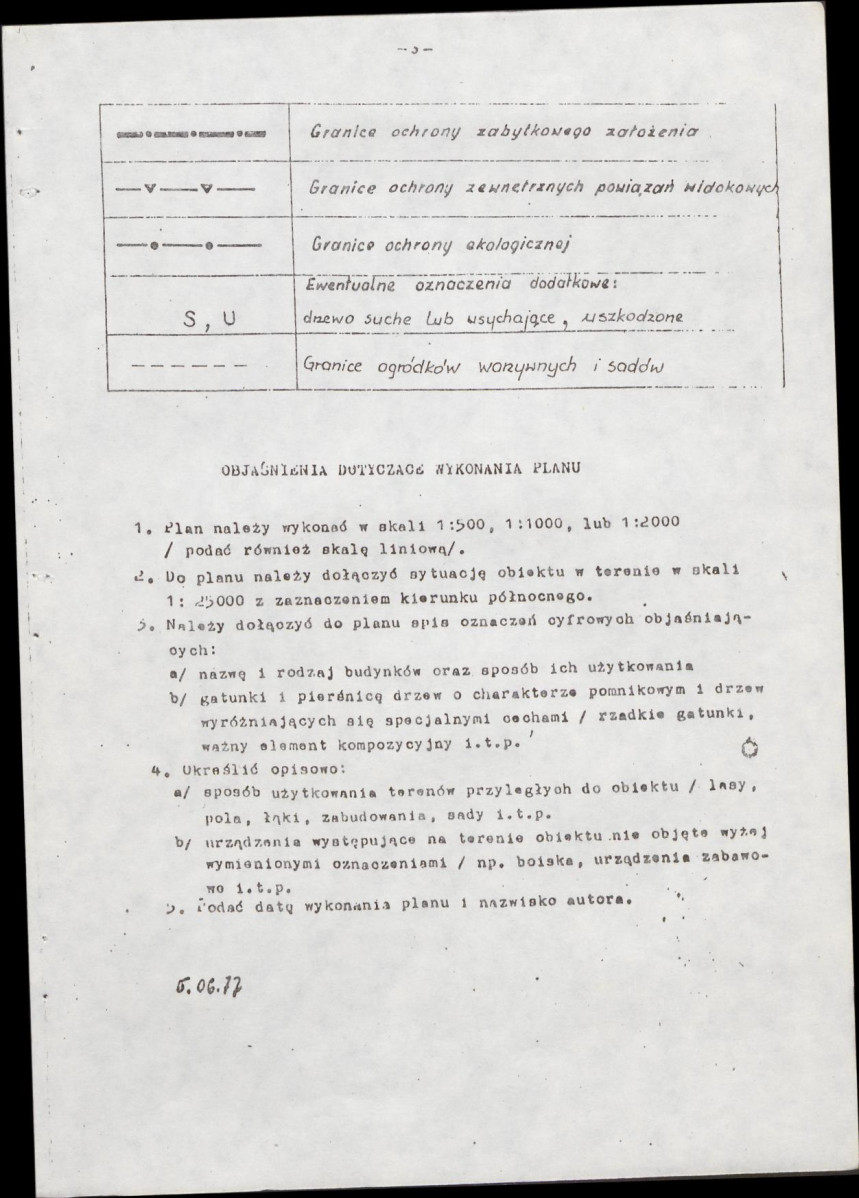 Granice ochrony zabytkowego założenia
Granice ochrony zewnetrznych powiązań widokowych
Granice ochrony ekologicznej
Ewentualne oznaczenia dodatkowe:
S, U drzewo suche lub usychające, uszkodzone
Granice ogródków warzywnych i sadów
OBJAŚNIENIA DOTYCZACE WYKONANIA PLANU
1. Plan należy wykonać w skali 1:500, 1:1000, lub 1:2000
/ podać również skalę liniową/.
2. Do planu należy dołączyć sytuację obiektu w terenie w skali
1: 25000 z zaznaczeniem kierunku północnego.
3. Należy dołączyć do planu spis oznaczeń cyfrowych objaśniają-
cych:
a/ nazwę i rodzaj budynków oraz sposób ich użytkowania
b/ gatunki i pierśnicę drzew o charakterze pomnikowym i drzew
wyróżniających się specjalnymi cechami / rzadkie gatunki,
ważny element kompozycyjny i.t.p. /
4. Określić opisowo:
a/ sposób użytkowania terenów przyległych do obiektu / lasy,
pola, łąki, zabudowania, sady i.t.p.
b/ urządzenia występujące na terenie obiektu nie objęte wyżej
wymienionymi oznaczeniami / np. boiska, urządzenia zabawo-
wo i.t.p.
5. Podać datę wykonania planu i nazwisko autora.
5.06.77